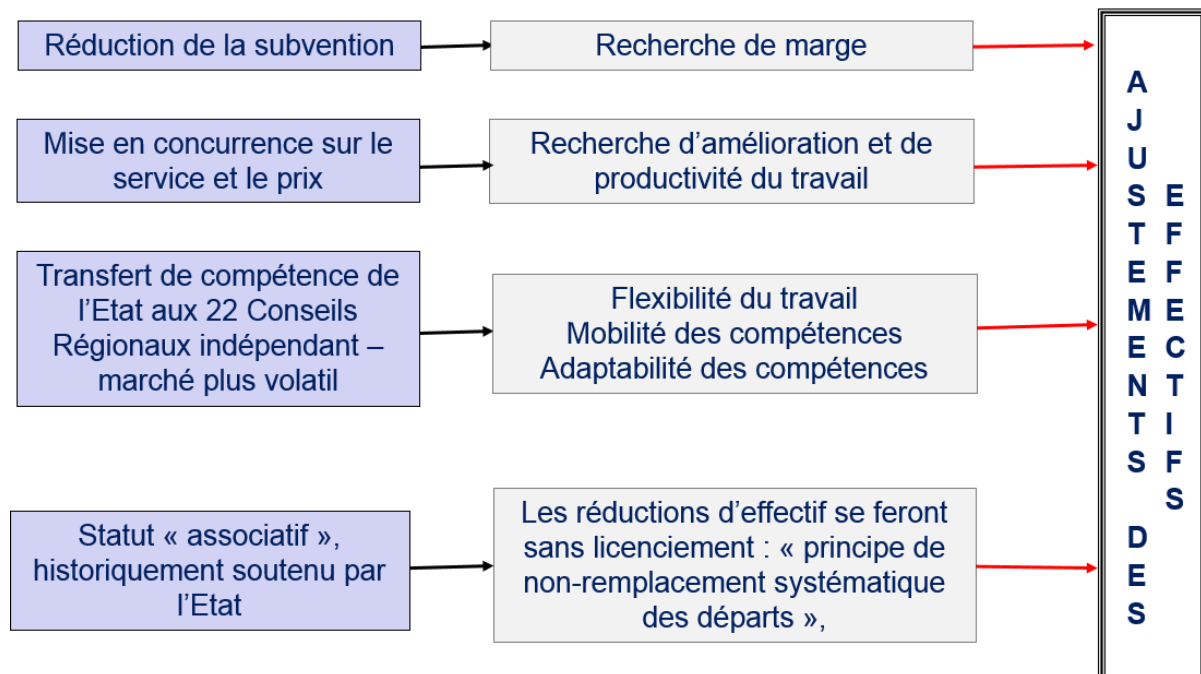 Réduction de la subvention
Recherche de marge
Mise en concurrence sur le
service et le prix
Recherche d'amélioration et de
productivité du travail
Transfert de compétence de
l'Etat aux 22 Conseils
Régionaux indépendant –
marché plus volatil
Flexibilité du travail
Mobilité des compétences
Adaptabilité des compétences
Statut « associatif »,
historiquement soutenu par
l'Etat
Les réductions d'effectif se feront
sans licenciement : « principe de
non-remplacement systématique
des départs »,
AJUSTEMENTS DES
EFFECTIFS